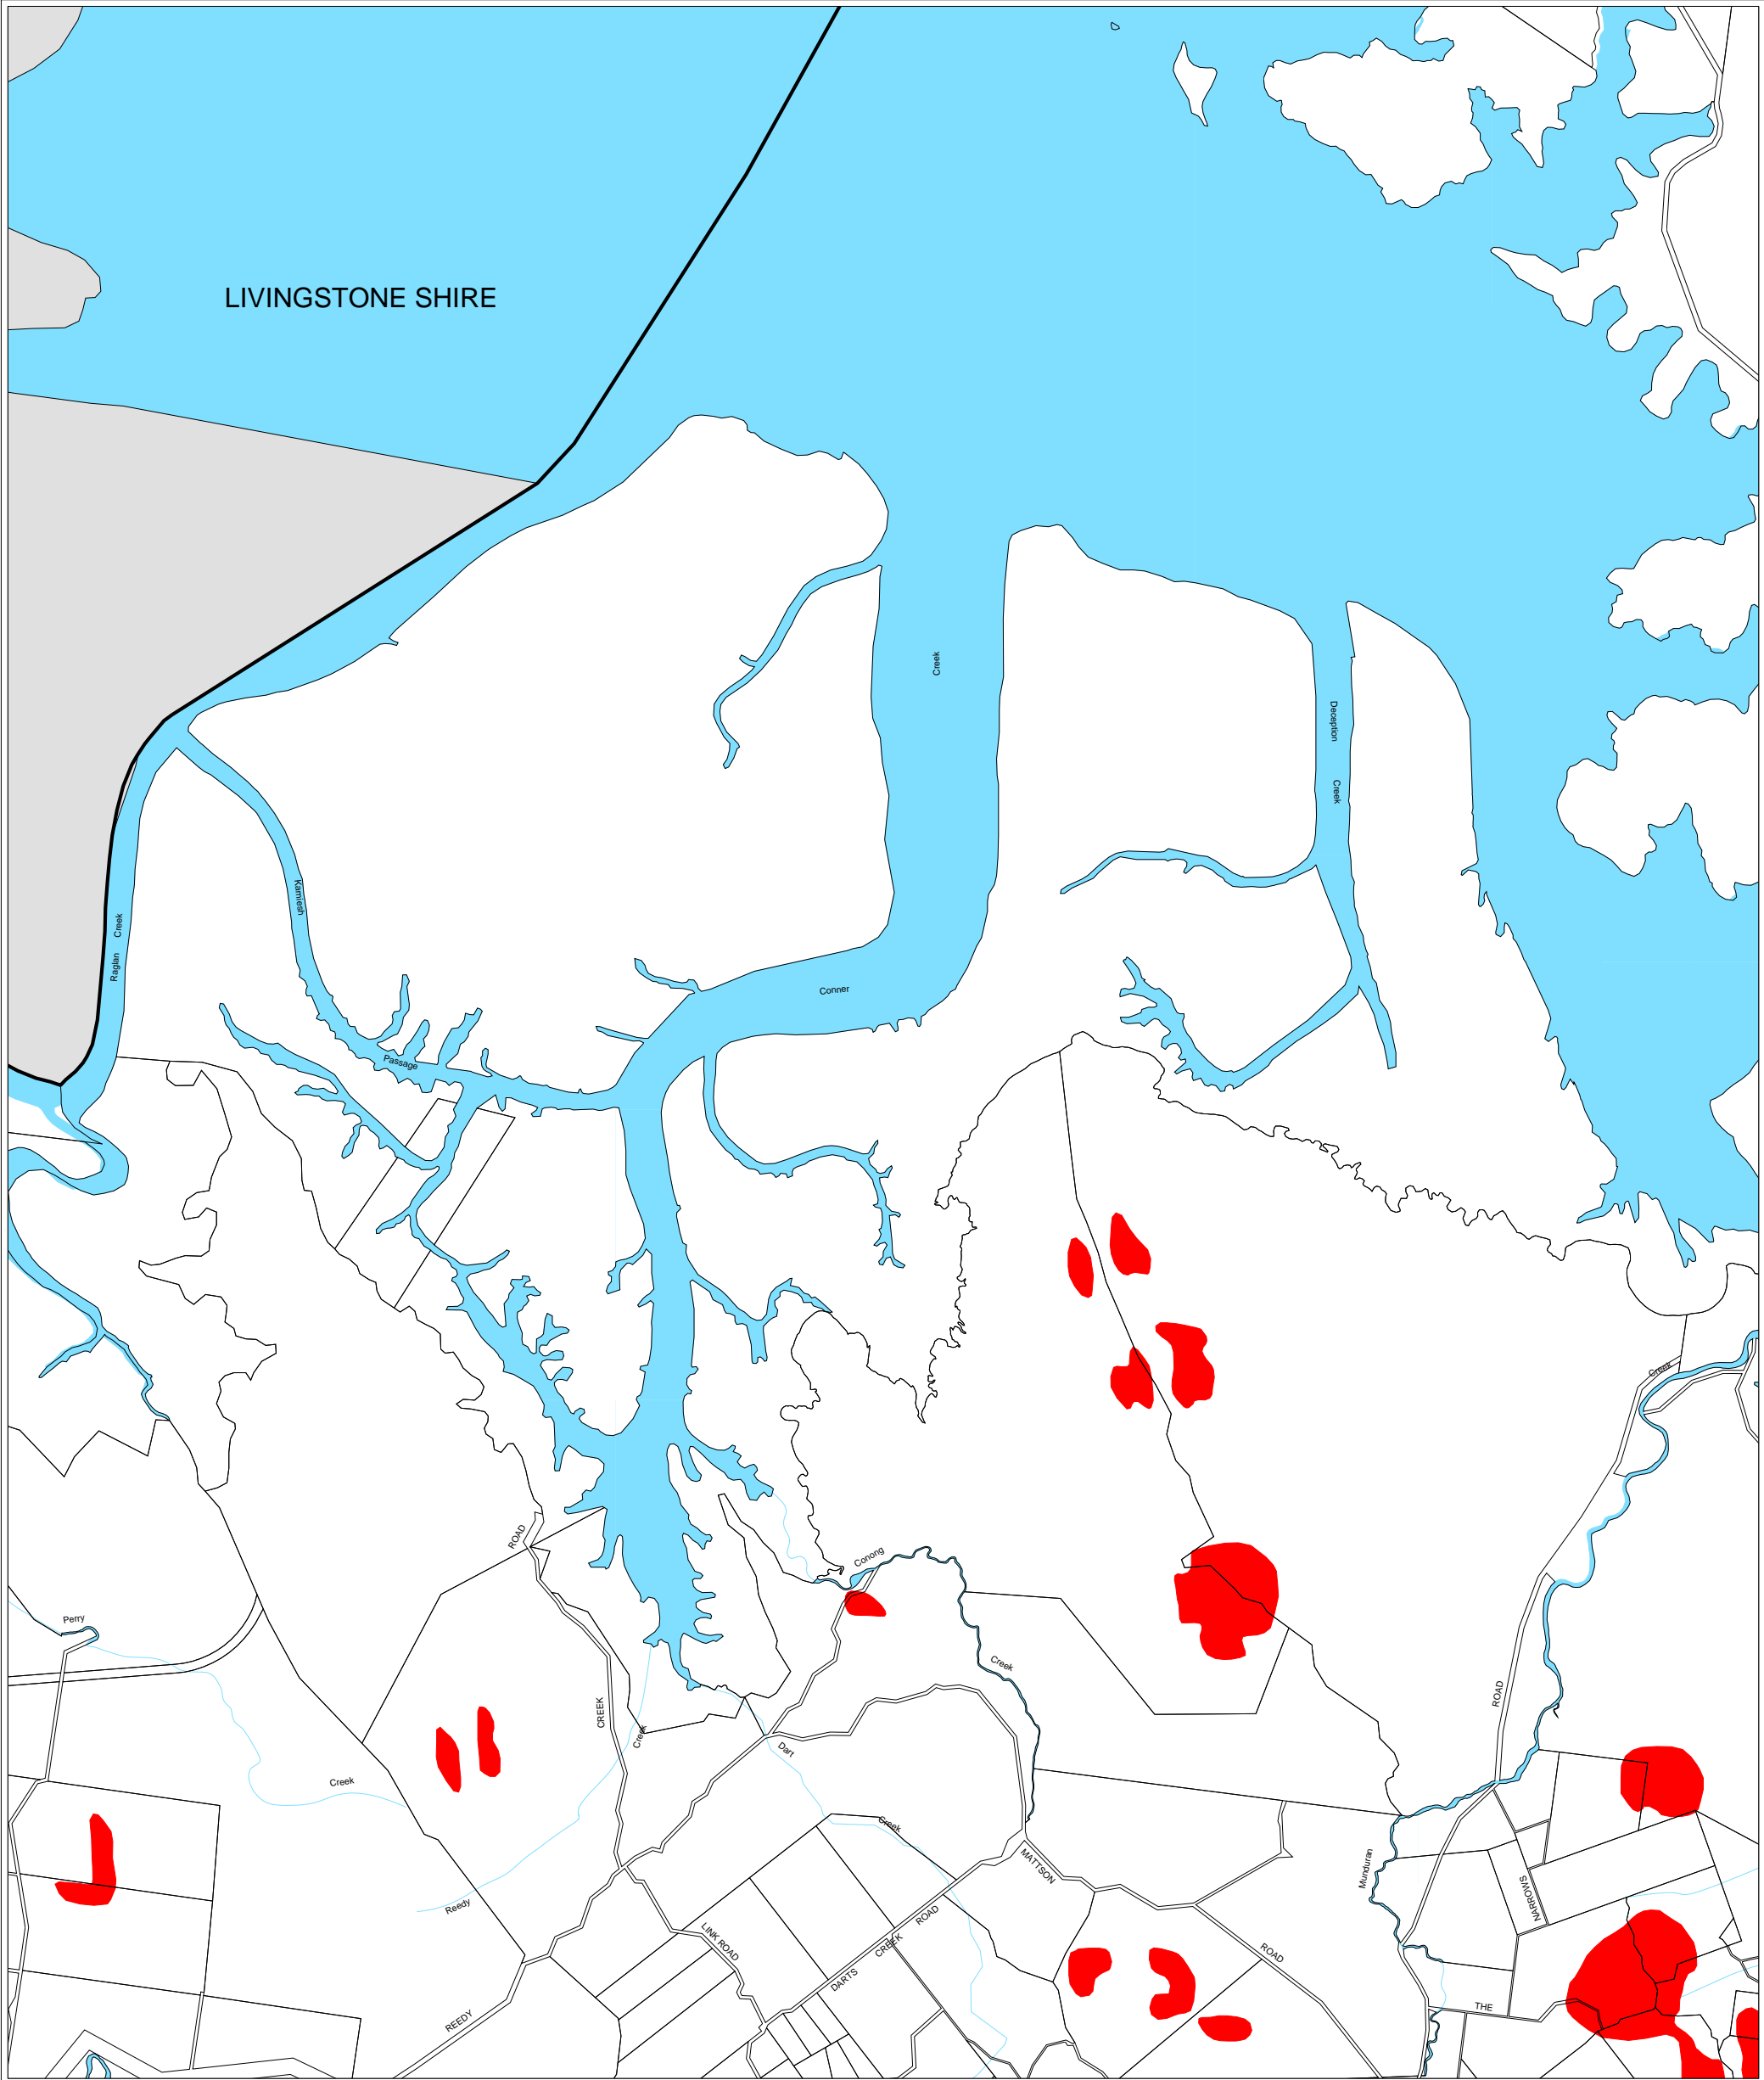 LIVINGSTONE SHIRE
Creek
Deception
Creek
Kamiesh
Raglan Creek
Conner
Passage
Creek
ROAD
Conong
Perry
Creek
ROAD
CREEK
Creek
Dart
Creek
Creek
MATTSON
Munduran
NARROWS
Reedy
LINK ROAD
ROAD
CREEK
DARTS
ROAD
THE
REEDY